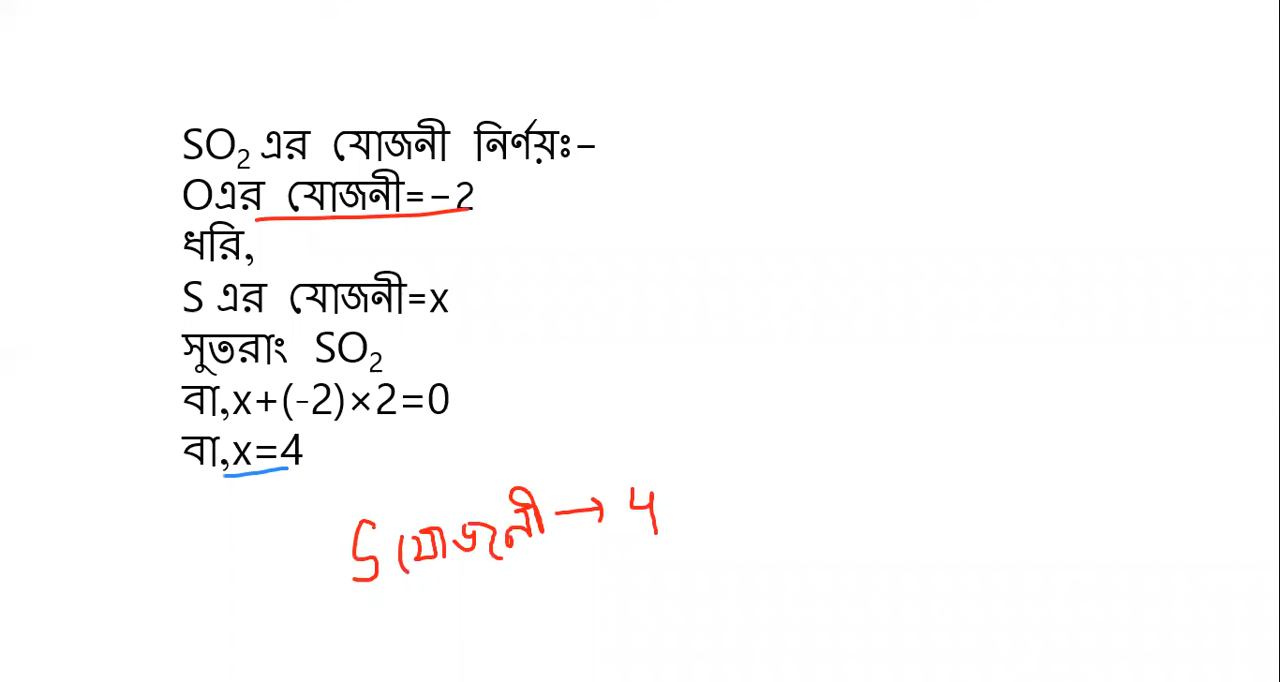 SO₂ এর যোজনী নির্ণয়ঃ–
Oএর যোজনী=–2
ধরি,
S এর যোজনী=x
সুতরাং SO₂
বা,x+(-2)×2=0
বা,x=4
S যোজনী → 4